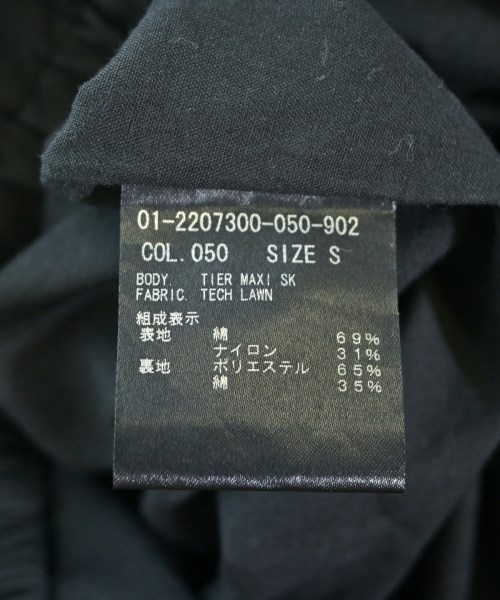 01-2207300-050-902
COL.050 SIZE S
BODY. TIER MAXI SK
FABRIC. TECH LAWN
組成表示
表地 綿 69%
ナイロン 31%
裏地 ポリエステル 65%
綿 35%